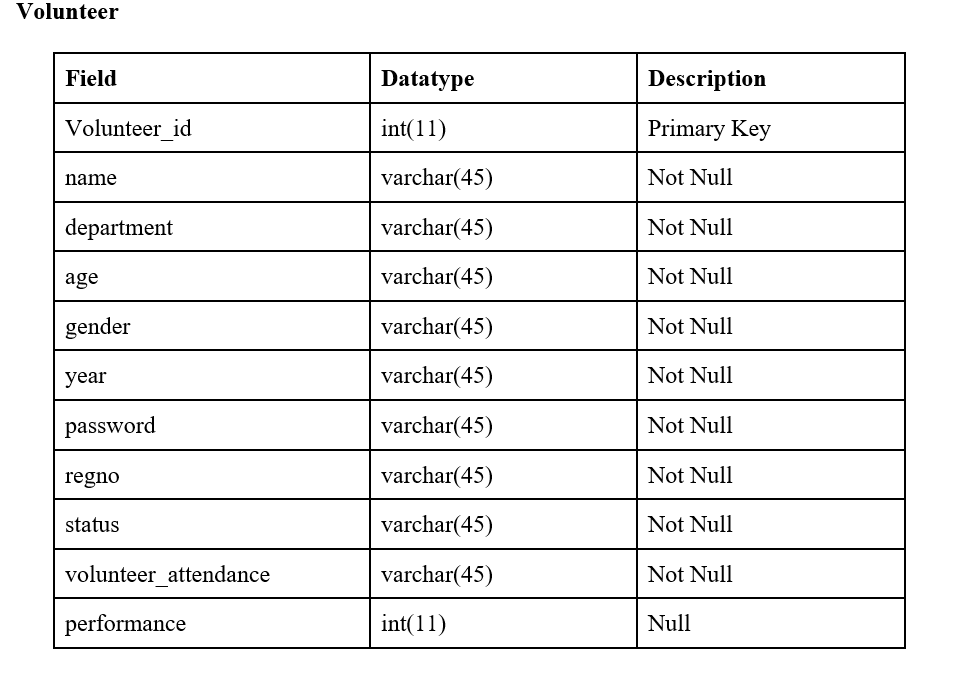 Volunteer
Field Datatype Description
Volunteer_id int(11) Primary Key
name varchar(45) Not Null
department varchar(45) Not Null
age varchar(45) Not Null
gender varchar(45) Not Null
year varchar(45) Not Null
password varchar(45) Not Null
regno varchar(45) Not Null
status varchar(45) Not Null
volunteer_attendance varchar(45) Not Null
performance int(11) Null